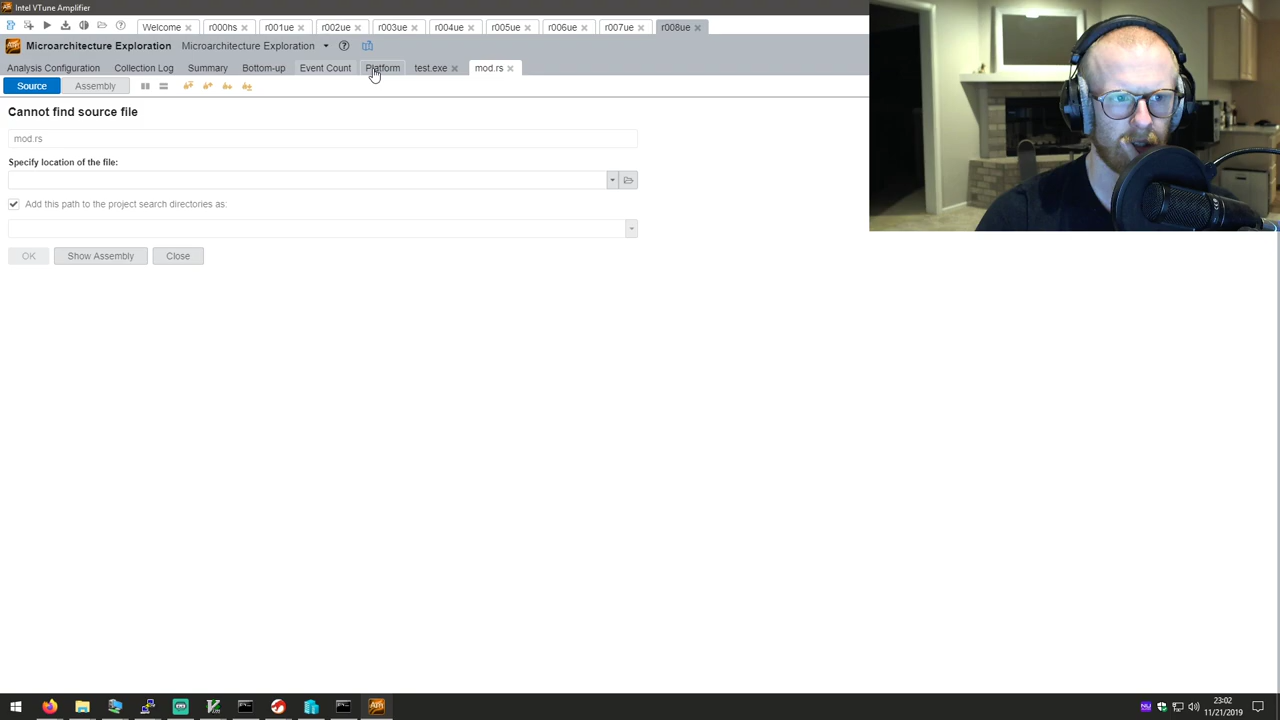 Intel VTune Amplifier
Welcome r000hs r001ue r002ue r003ue r004ue r005ue r006ue r007ue r008ue
Microarchitecture Exploration Microarchitecture Exploration
Analysis Configuration Collection Log Summary Bottom-up Event Count Platform test.exe mod.rs
Source Assembly
Cannot find source file
mod.rs
Specify location of the file:
Add this path to the project search directories as:
OK Show Assembly Close
23:02
11/21/2019